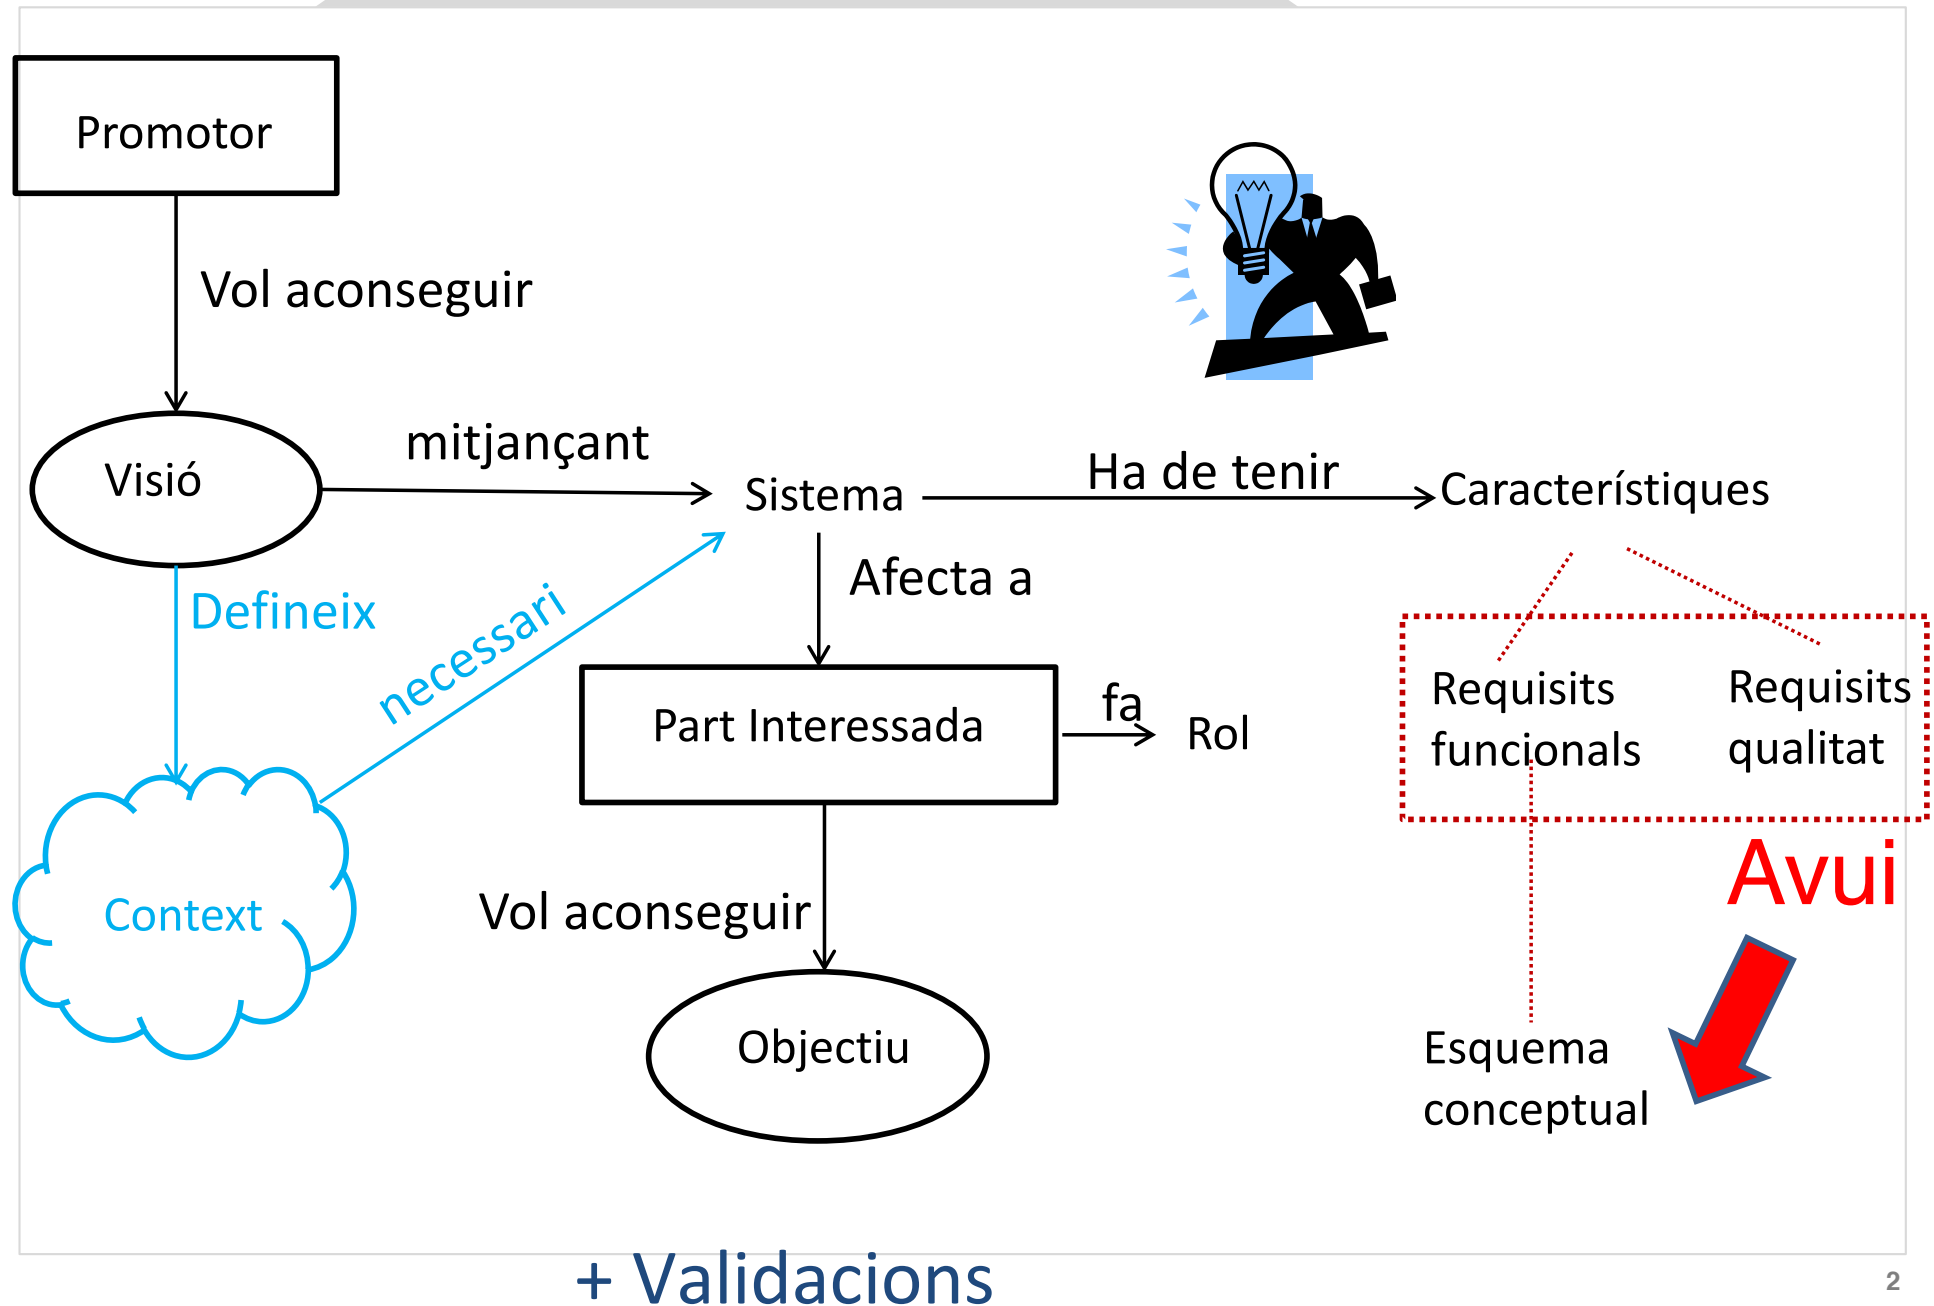 Promotor
Vol aconseguir
Visió
mitjançant
Sistema
Ha de tenir
Característiques
Defineix
necessari
Afecta a
Part Interessada
fa
Rol
Requisits
funcionals
Requisits
qualitat
Avui
Context
Vol aconseguir
Objectiu
Esquema
conceptual
+ Validacions
2